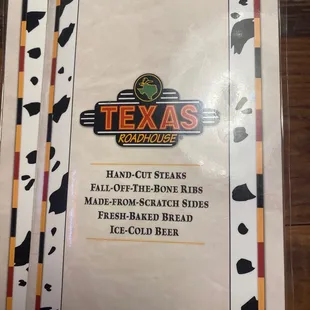 TEXAS
ROADHOUSE
HAND-CUT STEAKS
FALL-OFF-THE-BONE RIBS
MADE-FROM-SCRATCH SIDES
FRESH-BAKED BREAD
ICE-COLD BEER